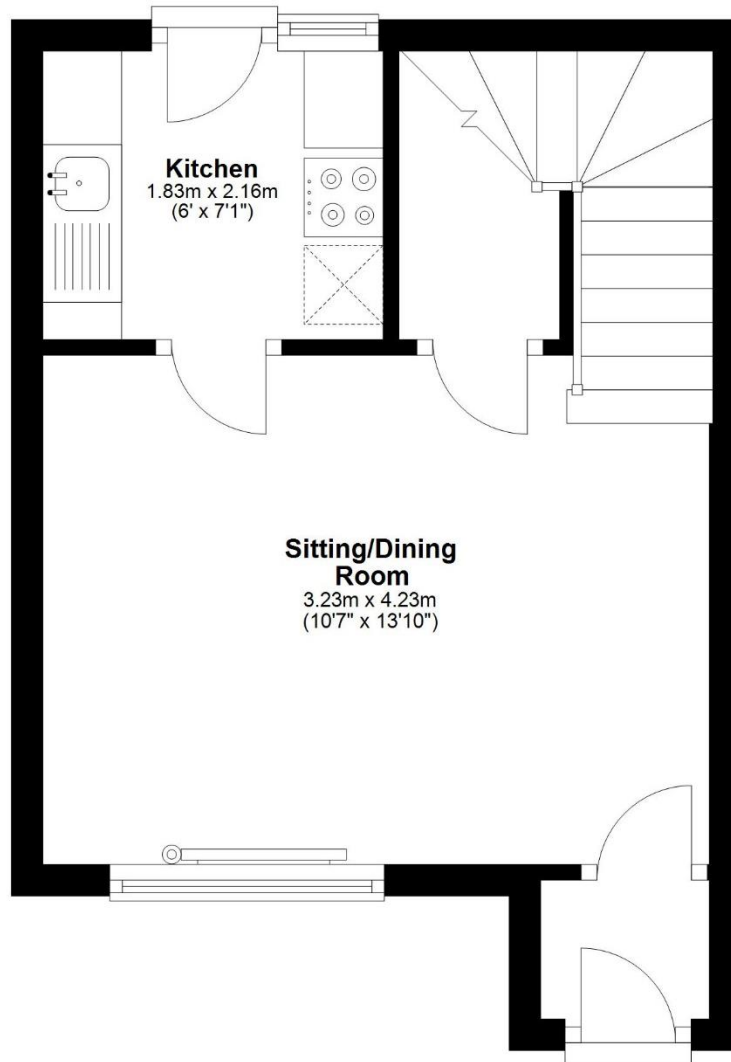 Kitchen
1.83m x 2.16m
(6' x 7'1")
Sitting/Dining
Room
3.23m x 4.23m
(10'7" x 13'10")